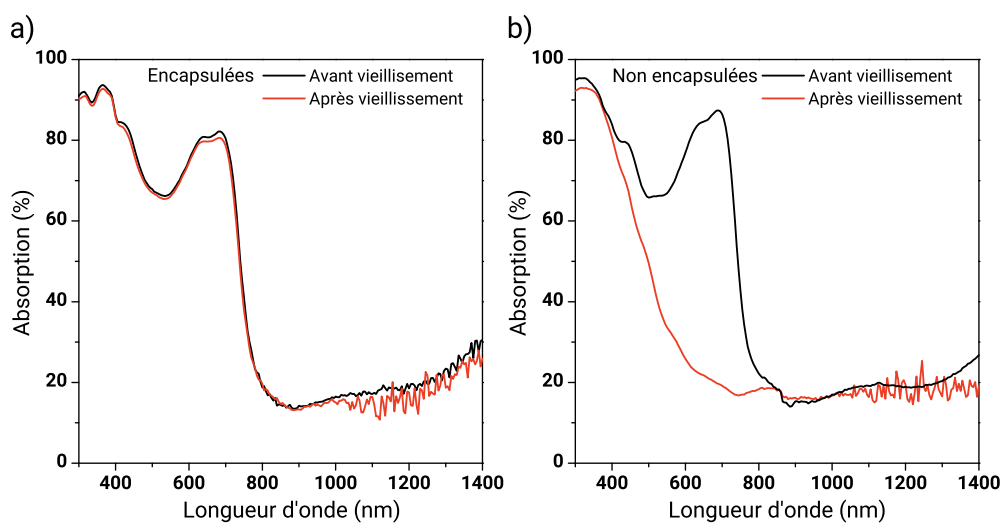 a)
Encapsulées
Avant vieillisement
Après vieillissement
Absorption (%)
100
80
60
40
20
0
400 600 800 1000 1200 1400
Longueur d'onde (nm)
b)
Non encapsulées
Avant vieillisement
Après vieillissement
Absorption (%)
100
80
60
40
20
0
400 600 800 1000 1200 1400
Longueur d'onde (nm)